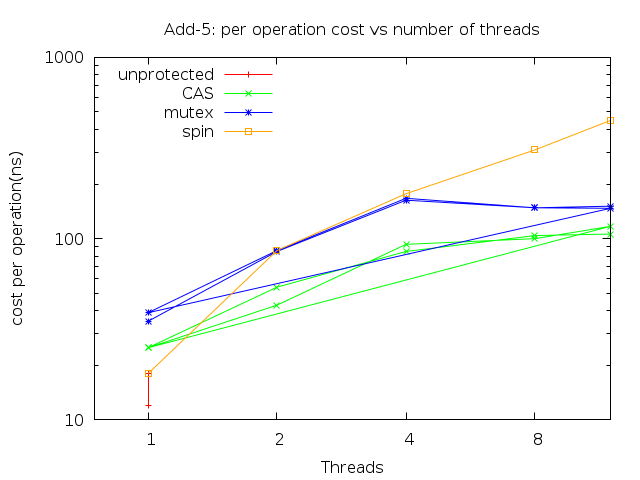 Add-5: per operation cost vs number of threads
1000
unprotected
CAS
mutex
spin
cost per operation(ns)
100
10
1 2 4 8
Threads